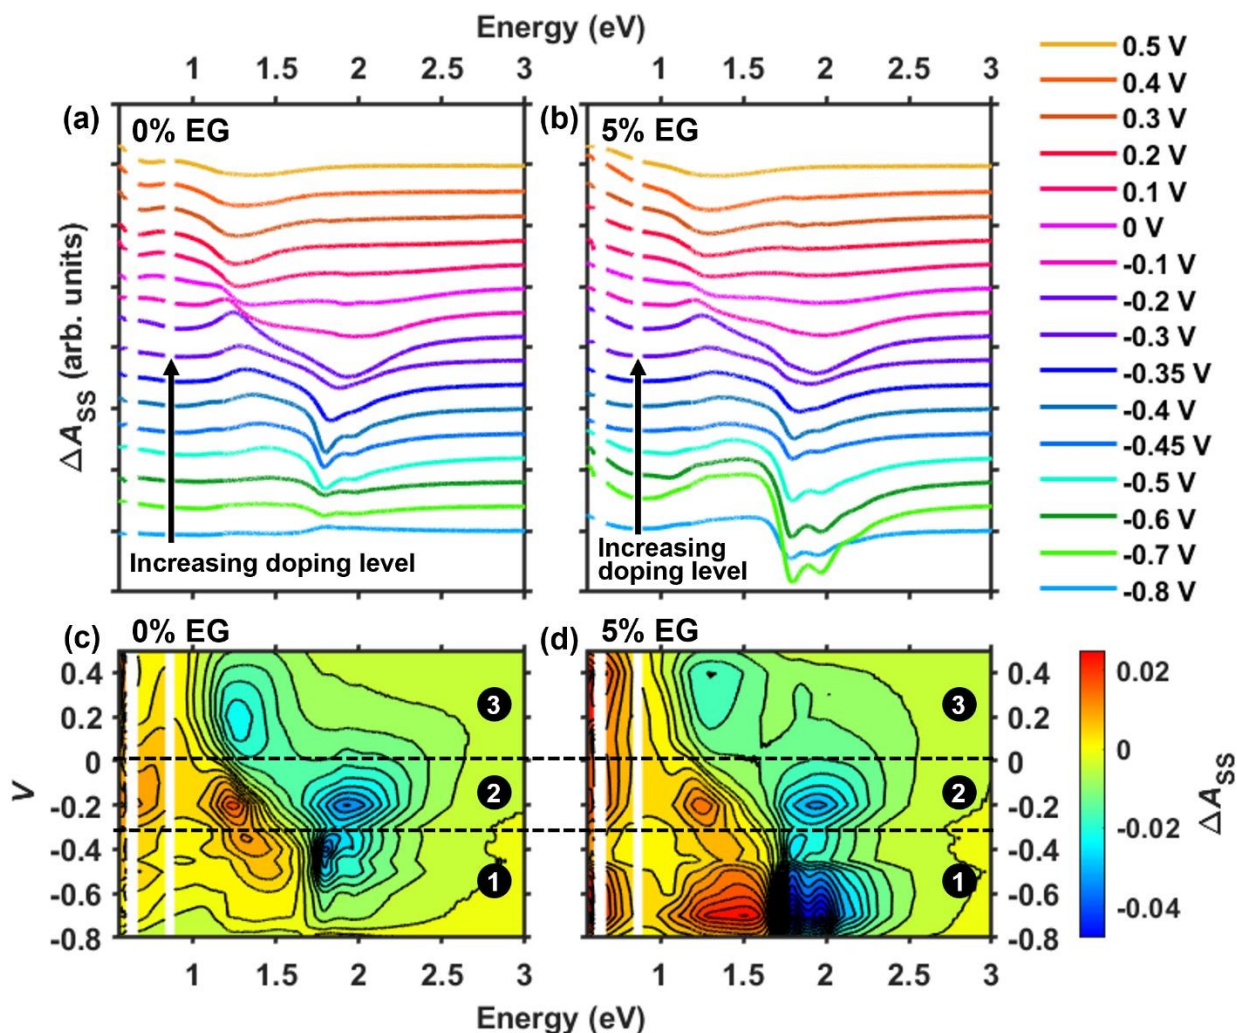 Energy (eV)
1 1.5 2 2.5 3 1 1.5 2 2.5 3
(a) 0% EG
(b) 5% EG
ΔA_SS (arb. units)
Increasing doping level
Increasing
doping level
0.5 V
0.4 V
0.3 V
0.2 V
0.1 V
0 V
-0.1 V
-0.2 V
-0.3 V
-0.35 V
-0.4 V
-0.45 V
-0.5 V
-0.6 V
-0.7 V
-0.8 V
(c) 0% EG
(d) 5% EG
V
0.4
0.2
0
-0.2
-0.4
-0.6
-0.8
3
2
1
3
2
1
0.4
0.2
0
-0.2
-0.4
-0.6
-0.8
0.02
0
-0.02
-0.04
ΔA_SS
1 1.5 2 2.5 3 1 1.5 2 2.5 3
Energy (eV)